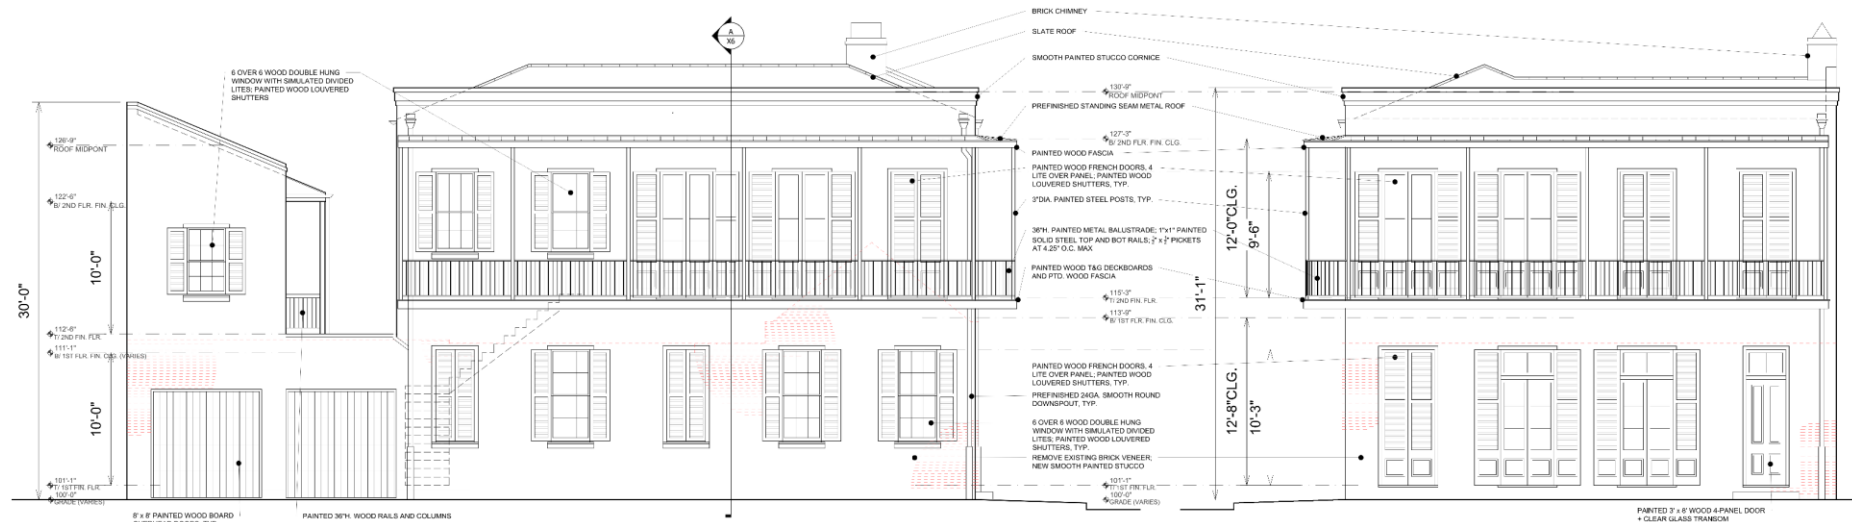 BRICK CHIMNEY
A
X6
SLATE ROOF
SMOOTH PAINTED STUCCO CORNICE
6 OVER 6 WOOD DOUBLE HUNG
WINDOW WITH SIMULATED DIVIDED
LITES; PAINTED WOOD LOUVERED
SHUTTERS
130'-9"
ROOF MIDPONT
PREFINISHED STANDING SEAM METAL ROOF
127'-3"
B/ 2ND FLR. FIN. CLG.
126'-9"
ROOF MIDPONT
PAINTED WOOD FASCIA
PAINTED WOOD FRENCH DOORS, 4
LITE OVER PANEL; PAINTED WOOD
LOUVERED SHUTTERS, TYP.
122'-6"
B/ 2ND FLR. FIN. CLG.
3"DIA. PAINTED STEEL POSTS, TYP.
36"H. PAINTED METAL BALUSTRADE; 1"x1" PAINTED
SOLID STEEL TOP AND BOT RAILS; PICKETS
AT 4.25" O.C. MAX
12'-0"CLG.
9'-6"
10'-0"
30'-0"
31'-1"
PAINTED WOOD T&G DECKBOARDS
AND PTD. WOOD FASCIA
115'-3"
T/ 2ND FIN. FLR.
113'-9"
B/ 1ST FLR. FIN. CLG.
112'-6"
T/ 2ND FIN. FLR.
111'-1"
B/ 1ST FLR. FIN. CLG. (VARIES)
PAINTED WOOD FRENCH DOORS, 4
LITE OVER PANEL; PAINTED WOOD
LOUVERED SHUTTERS, TYP.
PREFINISHED 24GA. SMOOTH ROUND
DOWNSPOUT, TYP.
12'-8"CLG.
10'-3"
10'-0"
6 OVER 6 WOOD DOUBLE HUNG
WINDOW WITH SIMULATED DIVIDED
LITES; PAINTED WOOD LOUVERED
SHUTTERS, TYP.
REMOVE EXISTING BRICK VENEER;
NEW SMOOTH PAINTED STUCCO
101'-1"
T/ 1ST FIN. FLR.
100'-0"
GRADE (VARIES)
101'-1"
T/ 1ST FIN. FLR.
100'-0"
GRADE (VARIES)
8' x 8' PAINTED WOOD BOARD
PAINTED 36"H. WOOD RAILS AND COLUMNS
PAINTED 3' x 8' WOOD 4-PANEL DOOR
+ CLEAR GLASS TRANSOM